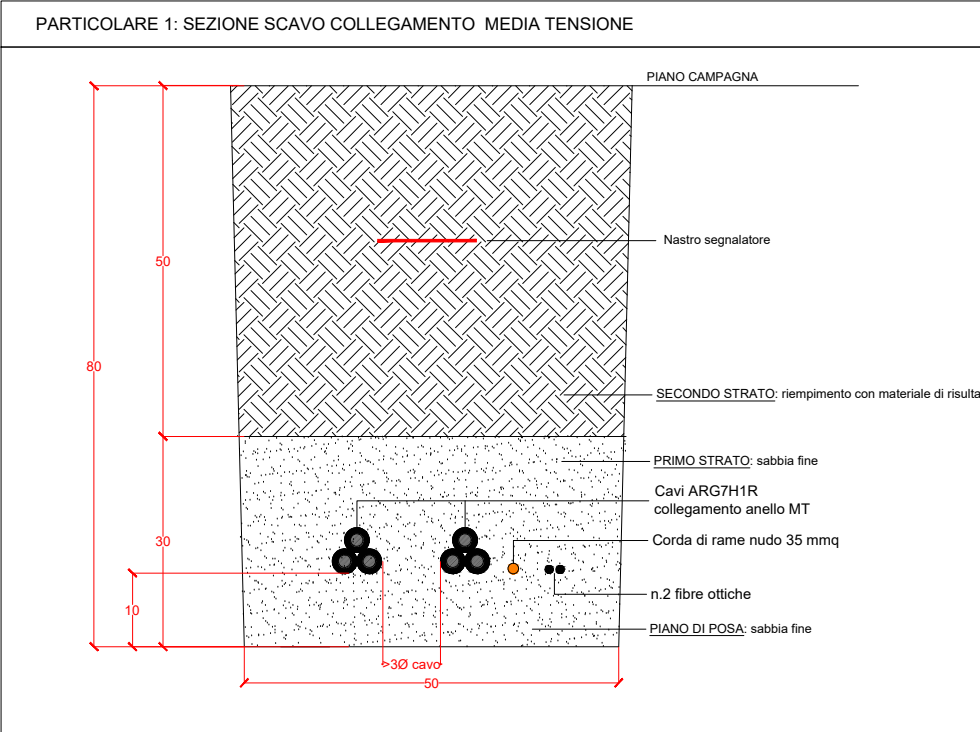 PARTICOLARE 1: SEZIONE SCAVO COLLEGAMENTO MEDIA TENSIONE
PIANO CAMPAGNA
Nastro segnalatore
50
80
SECONDO STRATO: riempimento con materiale di risulta
PRIMO STRATO: sabbia fine
Cavi ARG7H1R
collegamento anello MT
Corda di rame nudo 35 mmq
30
n.2 fibre ottiche
10
PIANO DI POSA: sabbia fine
>3Ø cavo
50